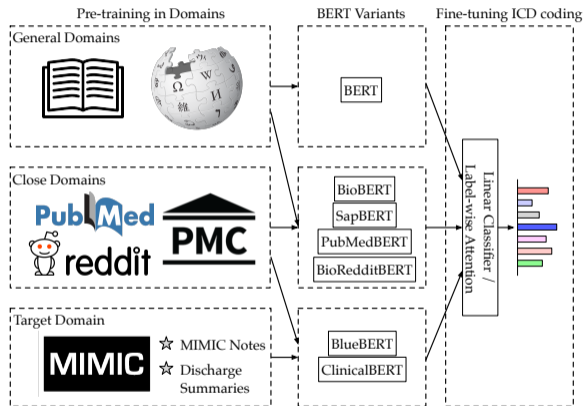 Pre-training in Domains
BERT Variants
Fine-tuning ICD coding
General Domains
Ω
W
И
BERT
Close Domains
PubMed
reddit
PMC
BioBERT
SapBERT
PubMedBERT
BioRedditBERT
Linear Classifier /
Label-wise Attention
Target Domain
MIMIC
☆ MIMIC Notes
☆ Discharge
Summaries
BlueBERT
ClinicalBERT